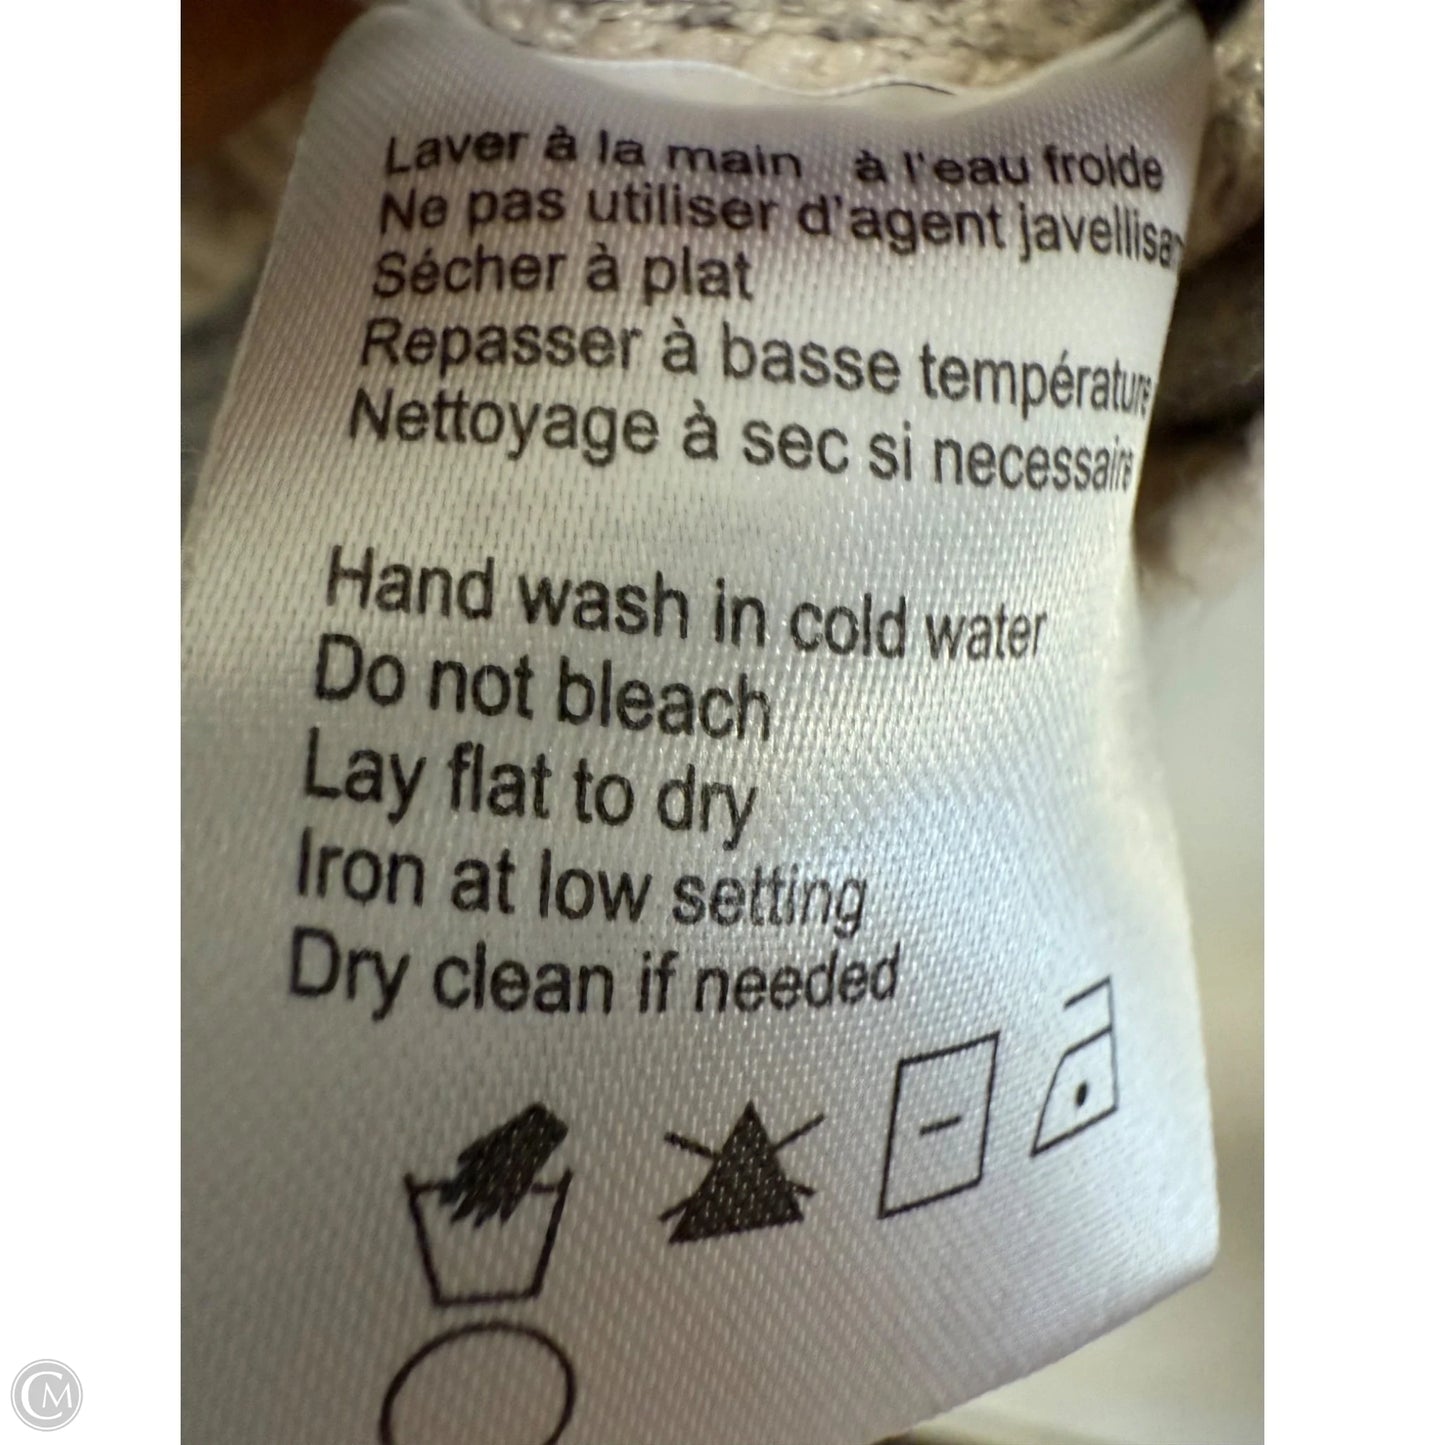 Laver à la main à l'eau froide
Ne pas utiliser d'agent javellisan
Sécher à plat
Repasser à basse température
Nettoyage à sec si necessaire
Hand wash in cold water
Do not bleach
Lay flat to dry
Iron at low setting
Dry clean if needed
CM